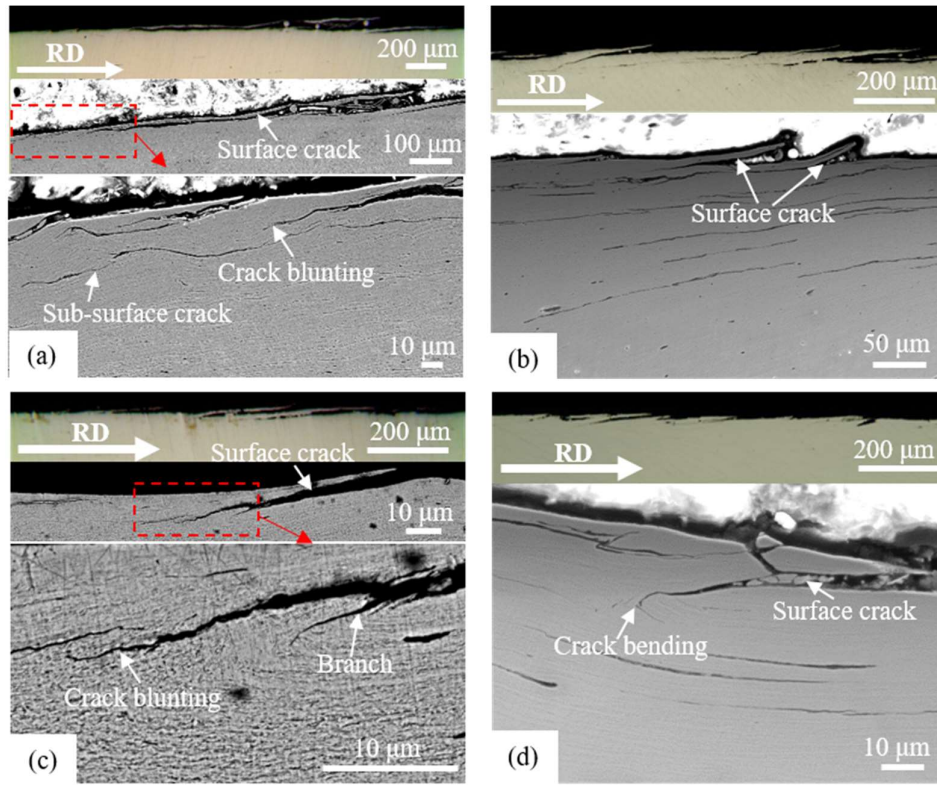 RD
200 μm
Surface crack
100 μm
Crack blunting
Sub-surface crack
(a)
10 μm
RD
200 μm
Surface crack
(b)
50 μm
RD
200 μm
Surface crack
10 μm
Branch
Crack blunting
(c)
10 μm
RD
200 μm
Surface crack
Crack bending
(d)
10 μm